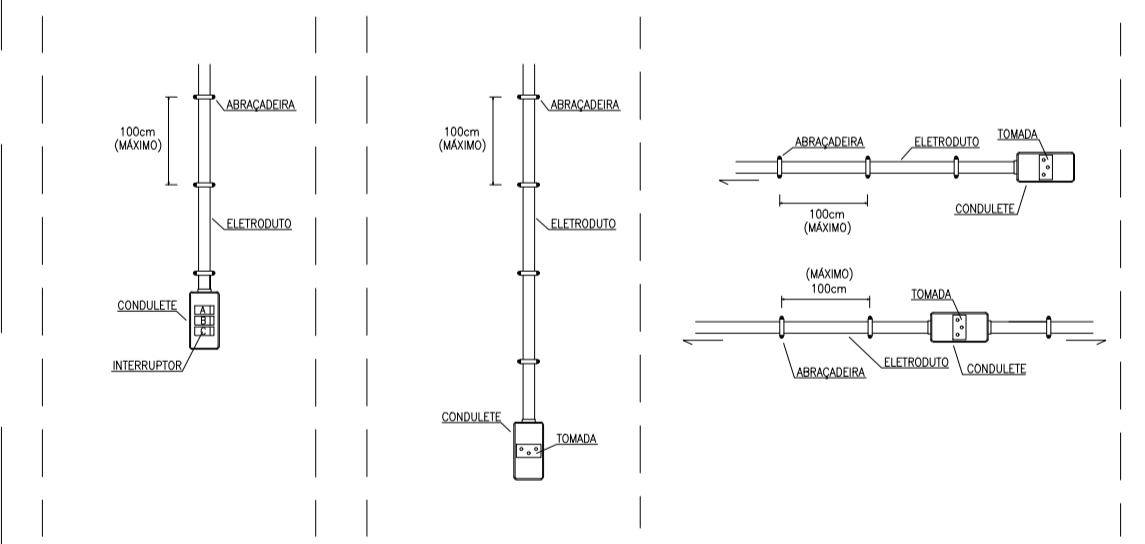 ABRAÇADEIRA
100cm
(MÁXIMO)
ELETRODUTO
CONDULETE
A
B
C
INTERRUPTOR
ABRAÇADEIRA
100cm
(MÁXIMO)
ELETRODUTO
CONDULETE
TOMADA
TOMADA
ABRAÇADEIRA
ELETRODUTO
CONDULETE
100cm
(MÁXIMO)
(MÁXIMO)
100cm
TOMADA
ELETRODUTO
ABRAÇADEIRA
CONDULETE